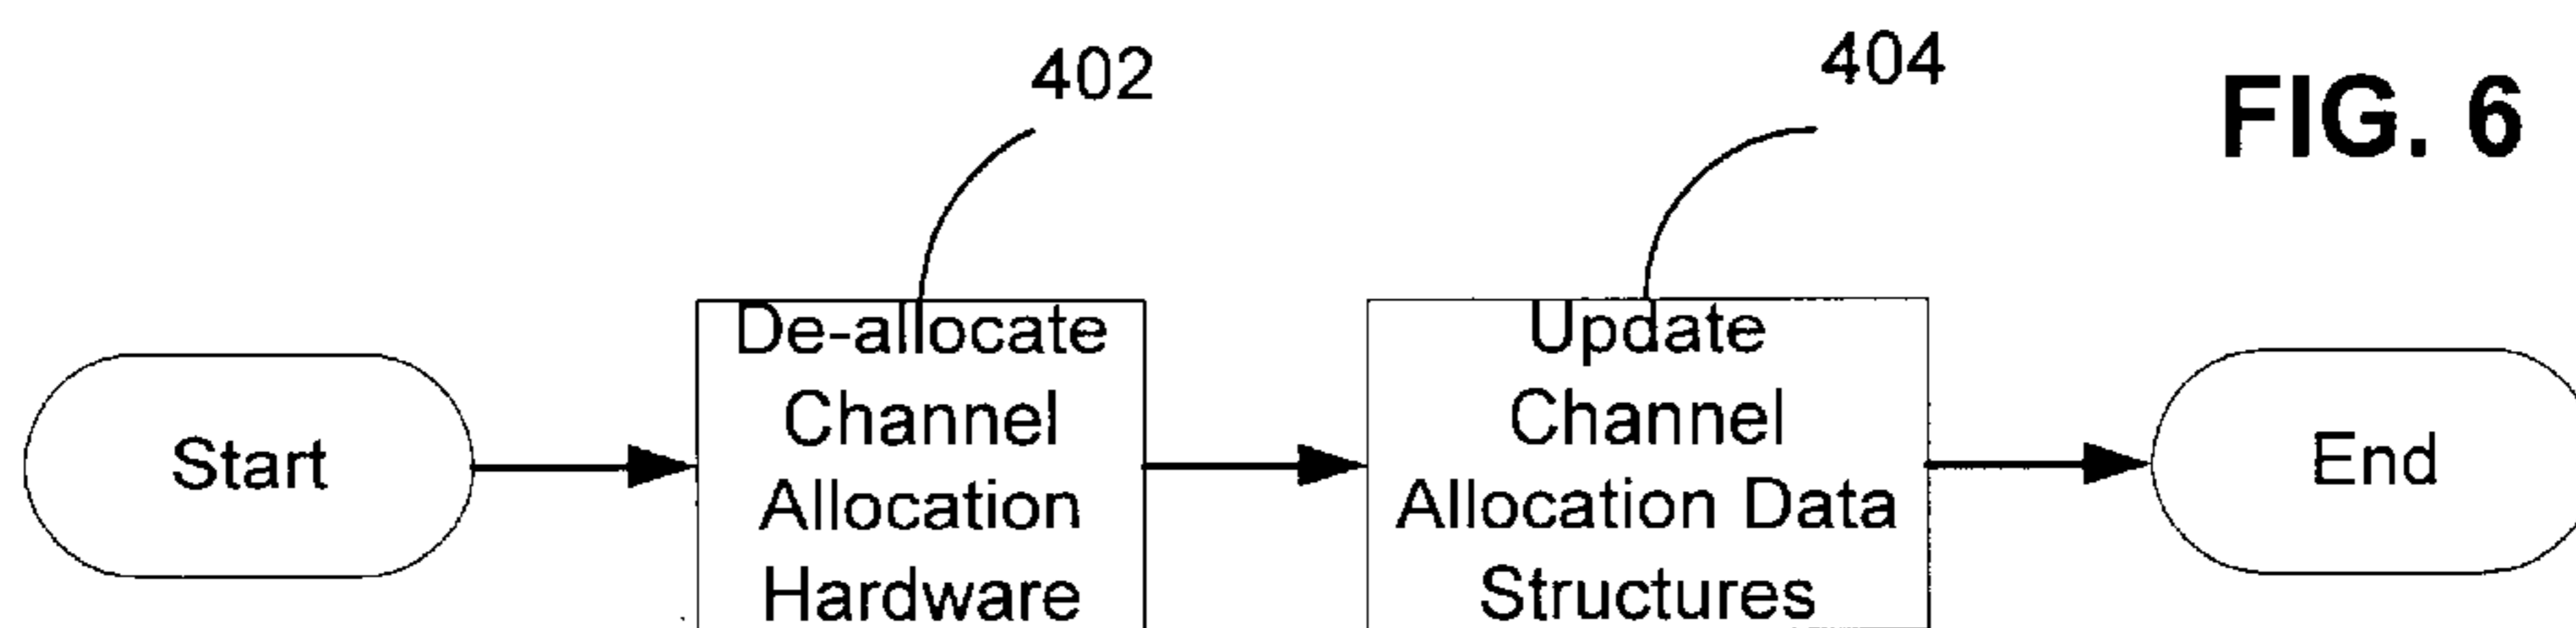 402
404
FIG. 6
Start
De-allocate
Channel
Allocation
Hardware
Update
Channel
Allocation Data
Structures
End